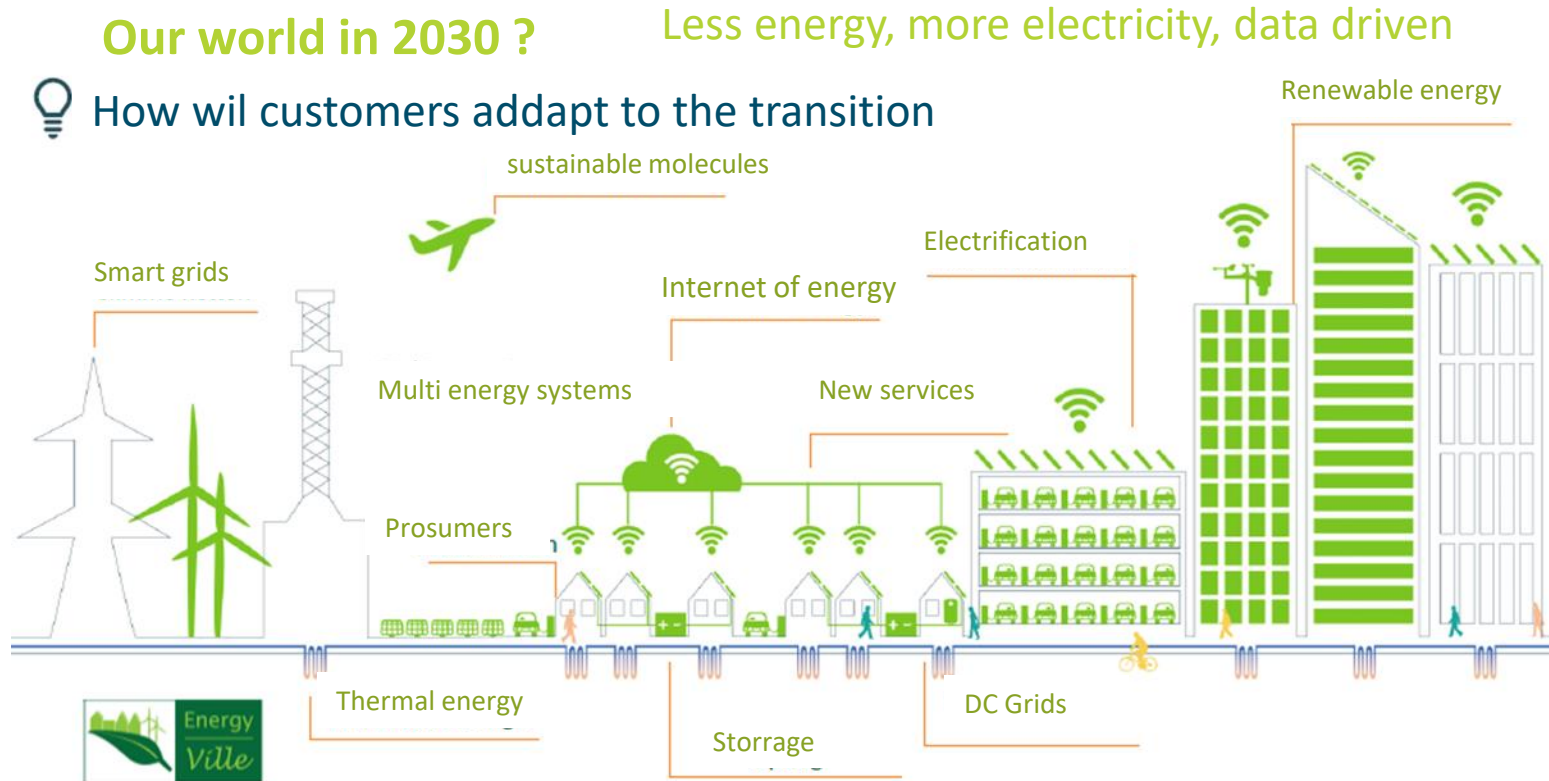 Our world in 2030 ?
Less energy, more electricity, data driven
How wil customers addapt to the transition
Renewable energy
sustainable molecules
Electrification
Smart grids
Internet of energy
Multi energy systems
New services
Prosumers
Thermal energy
DC Grids
Storrage
Energy
Ville